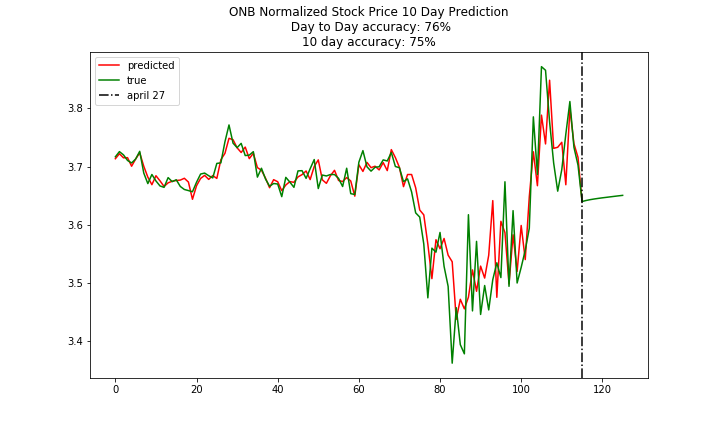 ONB Normalized Stock Price 10 Day Prediction
Day to Day accuracy: 76%
10 day accuracy: 75%
predicted
true
april 27
3.8
3.7
3.6
3.5
3.4
0 20 40 60 80 100 120